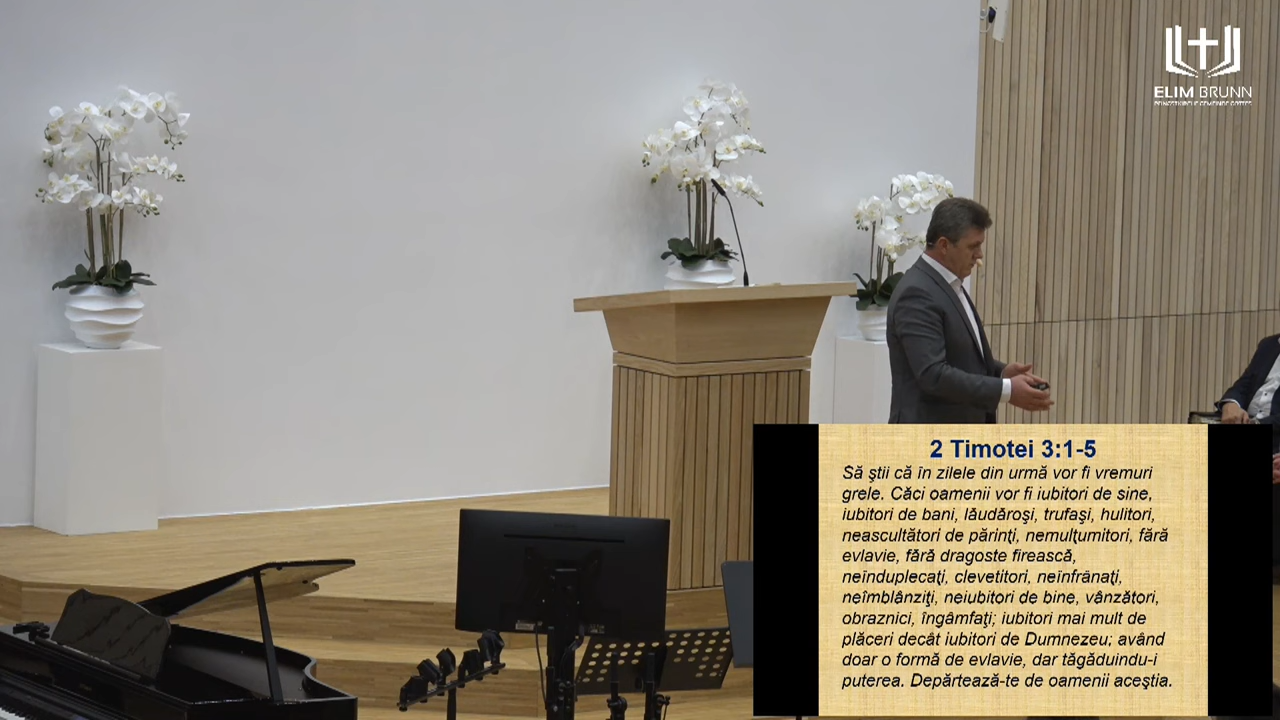 ELIM BRUNN
PFINGSTKIRCHE GEMEINDE GOTTES
2 Timotei 3:1-5
Să ştii că în zilele din urmă vor fi vremuri
grele. Căci oamenii vor fi iubitori de sine,
iubitori de bani, lăudăroşi, trufaşi, hulitori,
neascultători de părinţi, nemulţumitori, fără
evlavie, fără dragoste firească,
neînduplecaţi, clevetitori, neînfrânaţi,
neîmblânziţi, neiubitori de bine, vânzători,
obraznici, îngâmfaţi; iubitori mai mult de
plăceri decât iubitori de Dumnezeu; având
doar o formă de evlavie, dar tăgăduindu-i
puterea. Depărtează-te de oamenii aceştia.